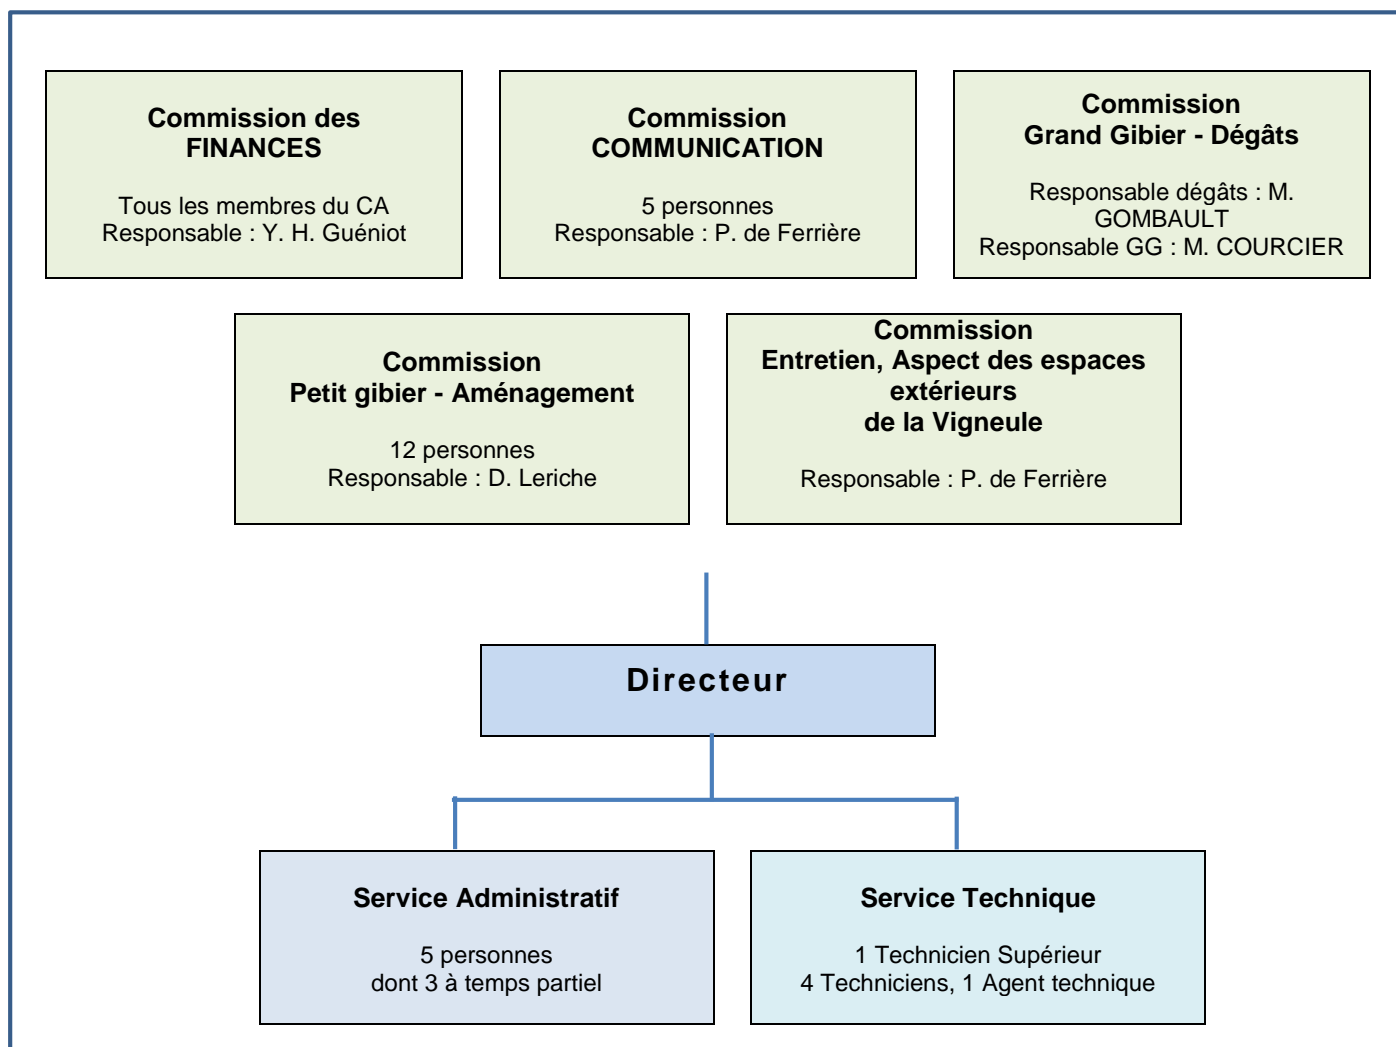 Commission des
FINANCES
Tous les membres du CA
Responsable : Y. H. Guéniot
Commission
COMMUNICATION
5 personnes
Responsable : P. de Ferrière
Commission
Grand Gibier - Dégâts
Responsable dégâts : M.
GOMBAULT
Responsable GG : M. COURCIER
Commission
Petit gibier - Aménagement
12 personnes
Responsable : D. Leriche
Commission
Entretien, Aspect des espaces
extérieurs
de la Vigneule
Responsable : P. de Ferrière
Directeur
Service Administratif
5 personnes
dont 3 à temps partiel
Service Technique
1 Technicien Supérieur
4 Techniciens, 1 Agent technique